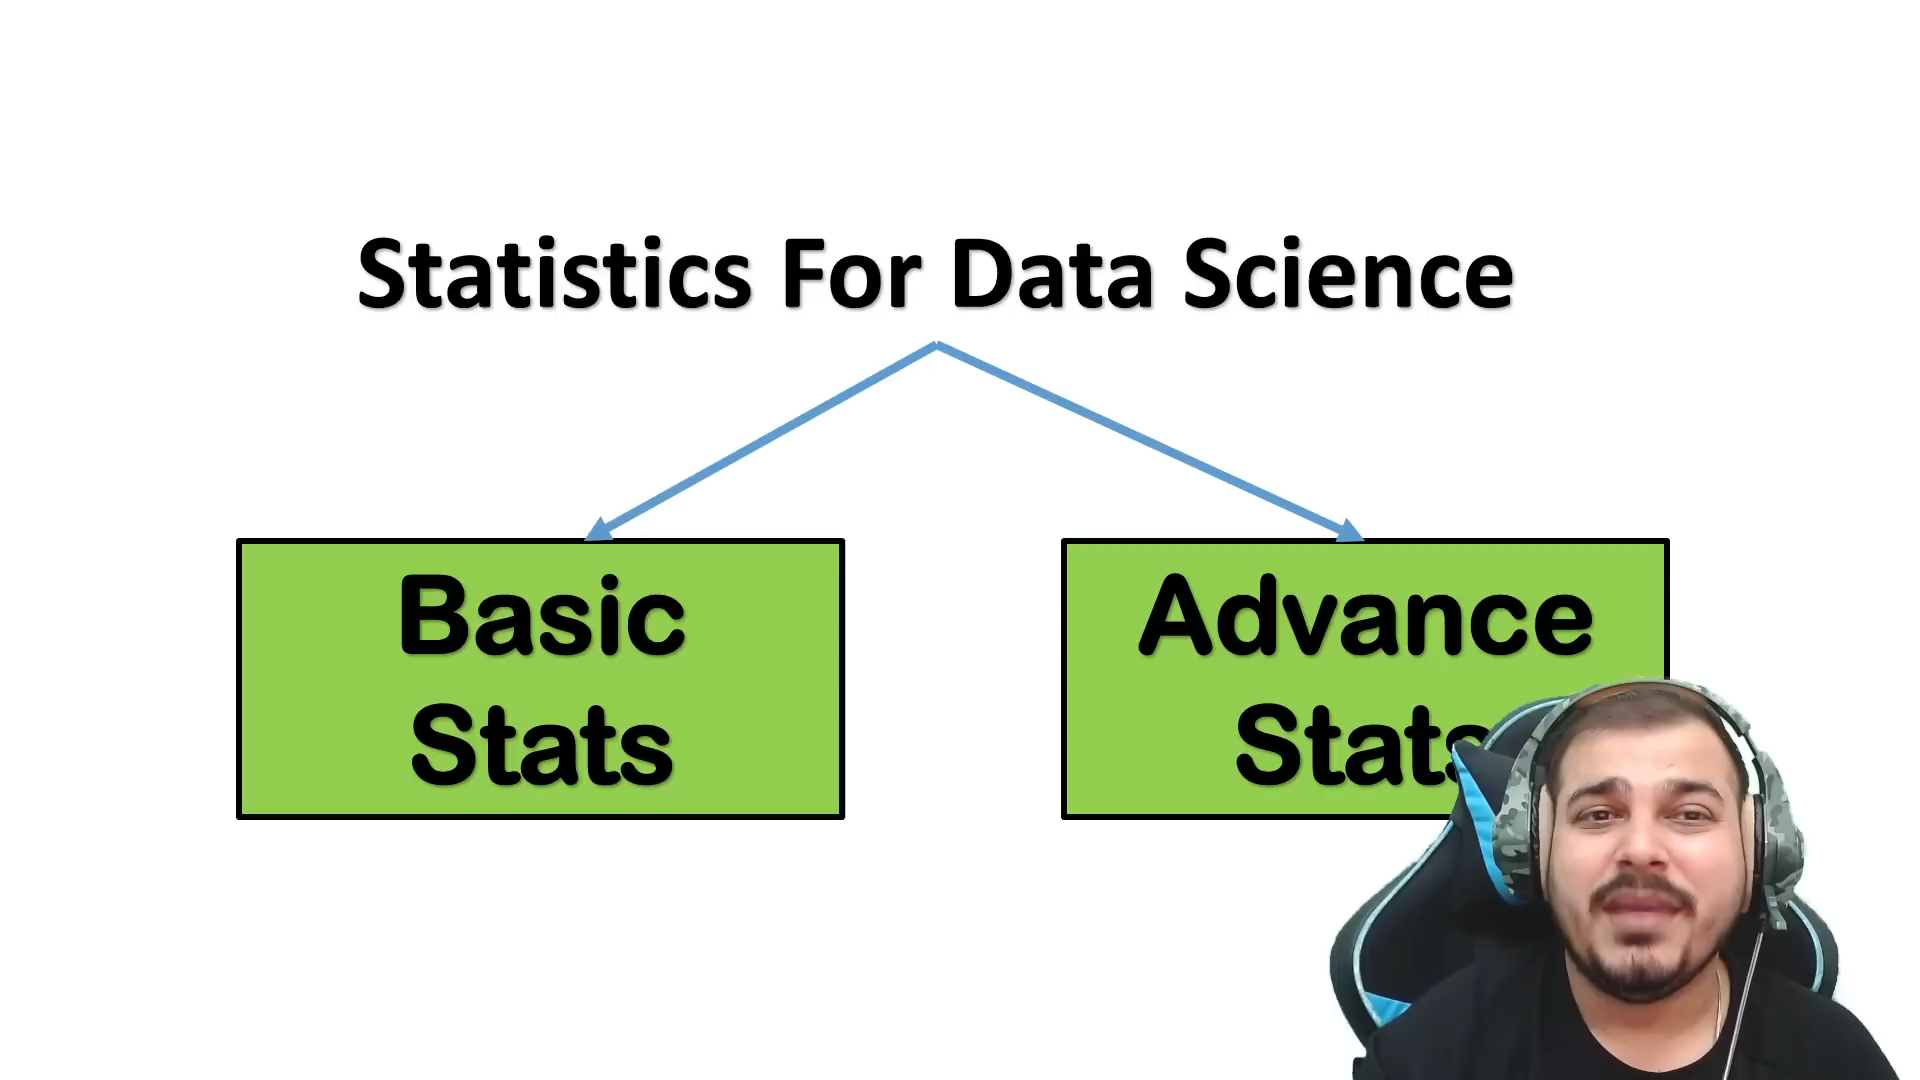 Statistics For Data Science
Basic
Stats
Advance
Stats